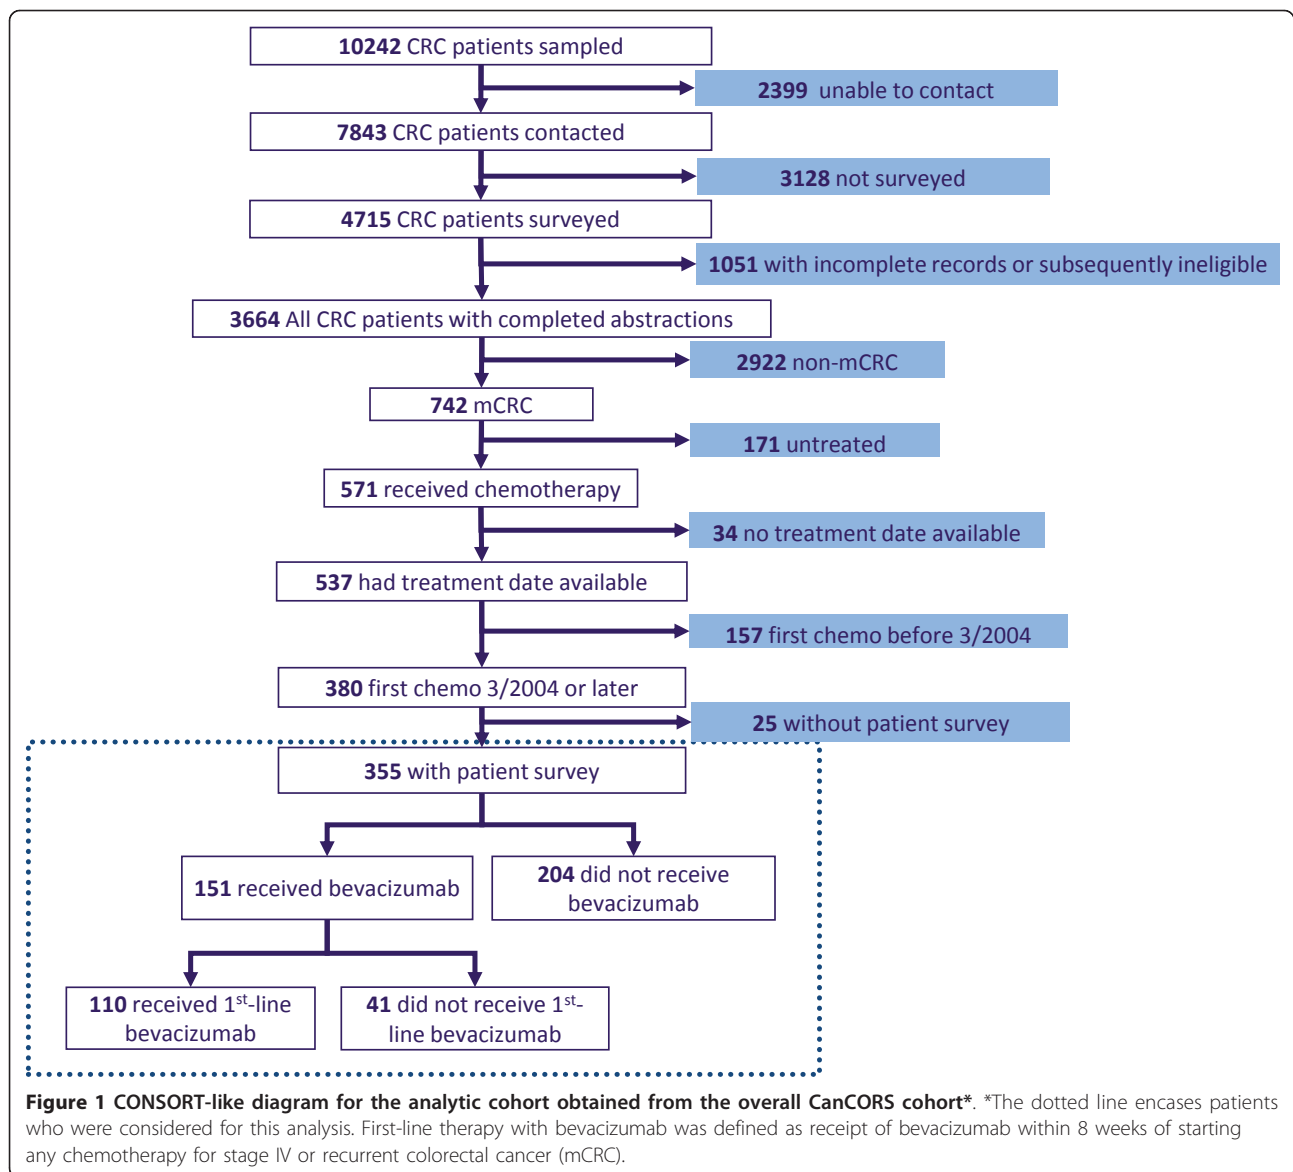 10242 CRC patients sampled
2399 unable to contact
7843 CRC patients contacted
3128 not surveyed
4715 CRC patients surveyed
1051 with incomplete records or subsequently ineligible
3664 All CRC patients with completed abstractions
2922 non-mCRC
742 mCRC
171 untreated
571 received chemotherapy
34 no treatment date available
537 had treatment date available
157 first chemo before 3/2004
380 first chemo 3/2004 or later
25 without patient survey
355 with patient survey
151 received bevacizumab
204 did not receive
bevacizumab
110 received 1st-line
bevacizumab
41 did not receive 1st-
line bevacizumab
Figure 1 CONSORT-like diagram for the analytic cohort obtained from the overall CanCORS cohort*. *The dotted line encases patients
who were considered for this analysis. First-line therapy with bevacizumab was defined as receipt of bevacizumab within 8 weeks of starting
any chemotherapy for stage IV or recurrent colorectal cancer (mCRC).